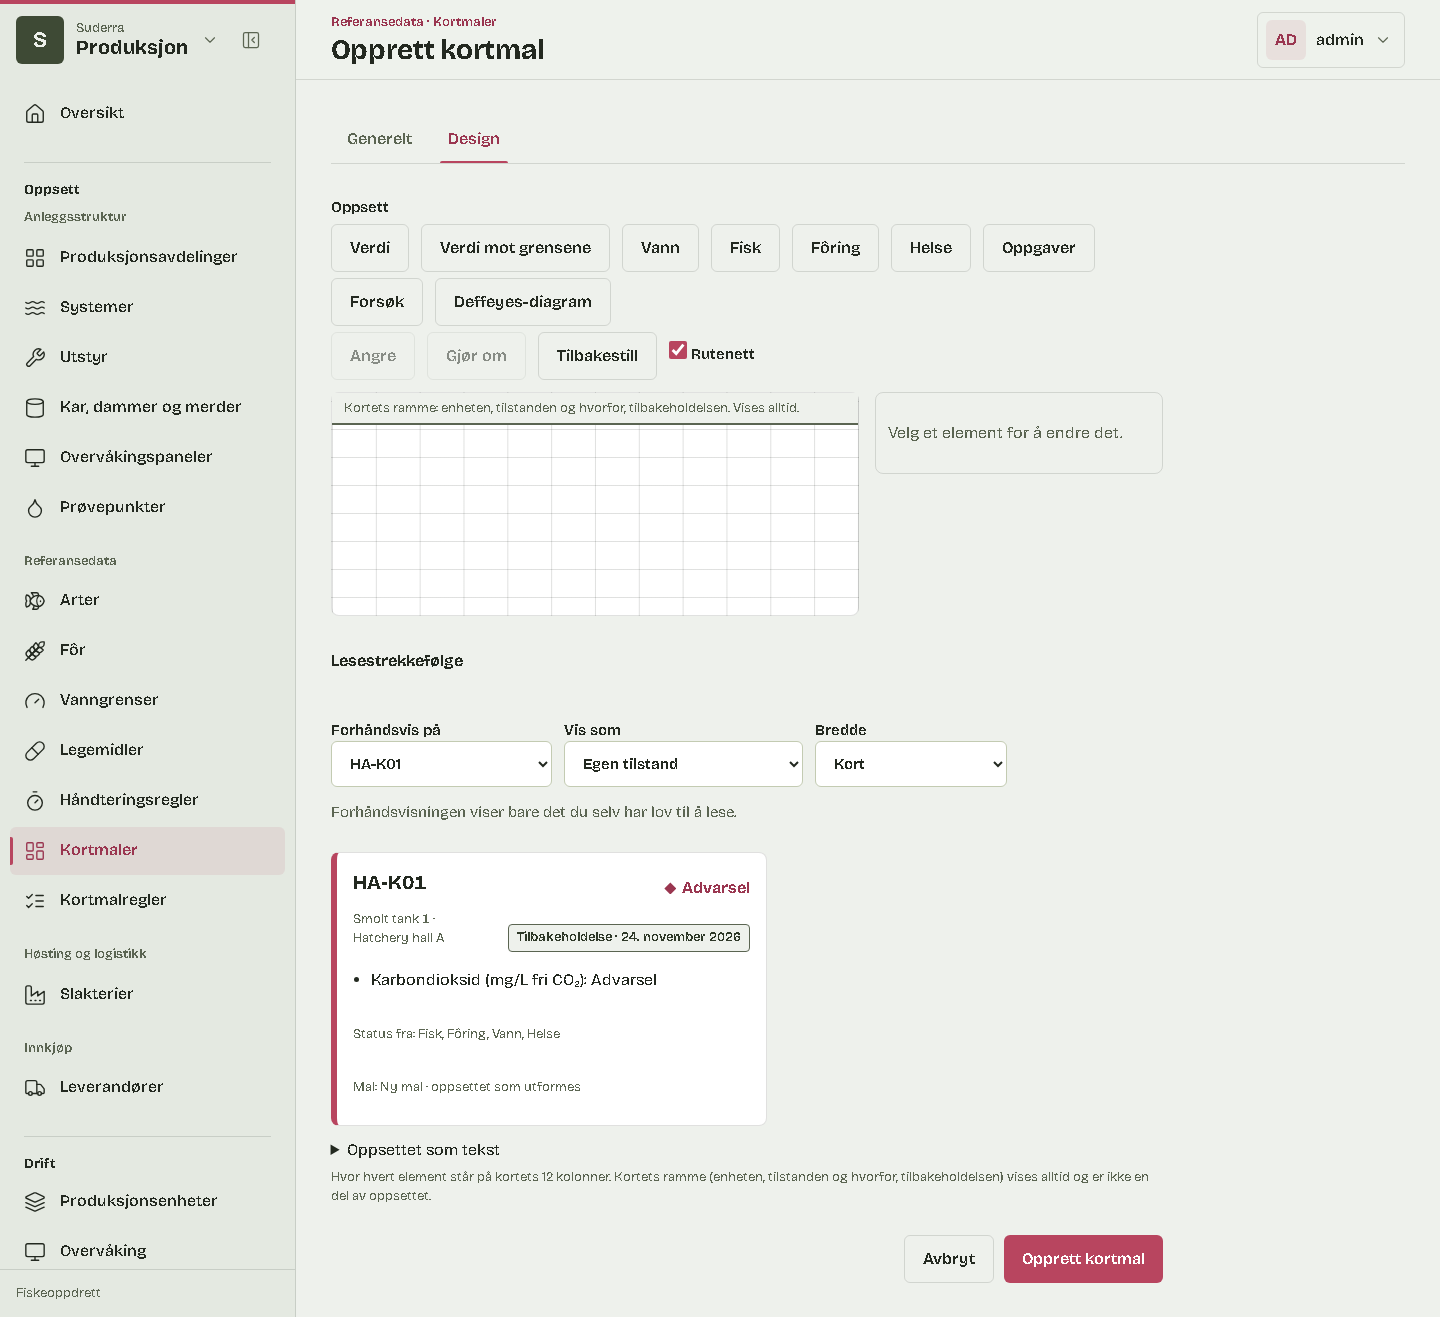 S
Suderra
Produksjon
Oversikt
Oppsett
Anleggsstruktur
Produksjonsavdelinger
Systemer
Utstyr
Kar, dammer og merder
Overvåkingspaneler
Prøvepunkter
Referansedata
Arter
Fôr
Vanngrenser
Legemidler
Håndteringsregler
Kortmaler
Kortmalregler
Høsting og logistikk
Slakterier
Innkjøp
Leverandører
Drift
Produksjonsenheter
Overvåking
Fiskeoppdrett
Referansedata · Kortmaler
Opprett kortmal
AD admin
Generelt Design
Oppsett
Verdi Verdi mot grensene Vann Fisk Fôring Helse Oppgaver
Forsøk Deffeyes-diagram
Angre Gjør om Tilbakestill Rutenett
Kortets ramme: enheten, tilstanden og hvorfor, tilbakeholdelsen. Vises alltid.
Velg et element for å endre det.
Lesestrekkefølge
Forhåndsvis på Vis som Bredde
HA-K01 Egen tilstand Kort
Forhåndsvisningen viser bare det du selv har lov til å lese.
HA-K01
◆ Advarsel
Smolt tank 1 ·
Hatchery hall A
Tilbakeholdelse · 24. november 2026
• Karbondioksid (mg/L fri CO₂): Advarsel
Status fra: Fisk, Fôring, Vann, Helse
Mal: Ny mal · oppsettet som utformes
▶ Oppsettet som tekst
Hvor hvert element står på kortets 12 kolonner. Kortets ramme (enheten, tilstanden og hvorfor, tilbakeholdelsen) vises alltid og er ikke en
del av oppsettet.
Avbryt Opprett kortmal